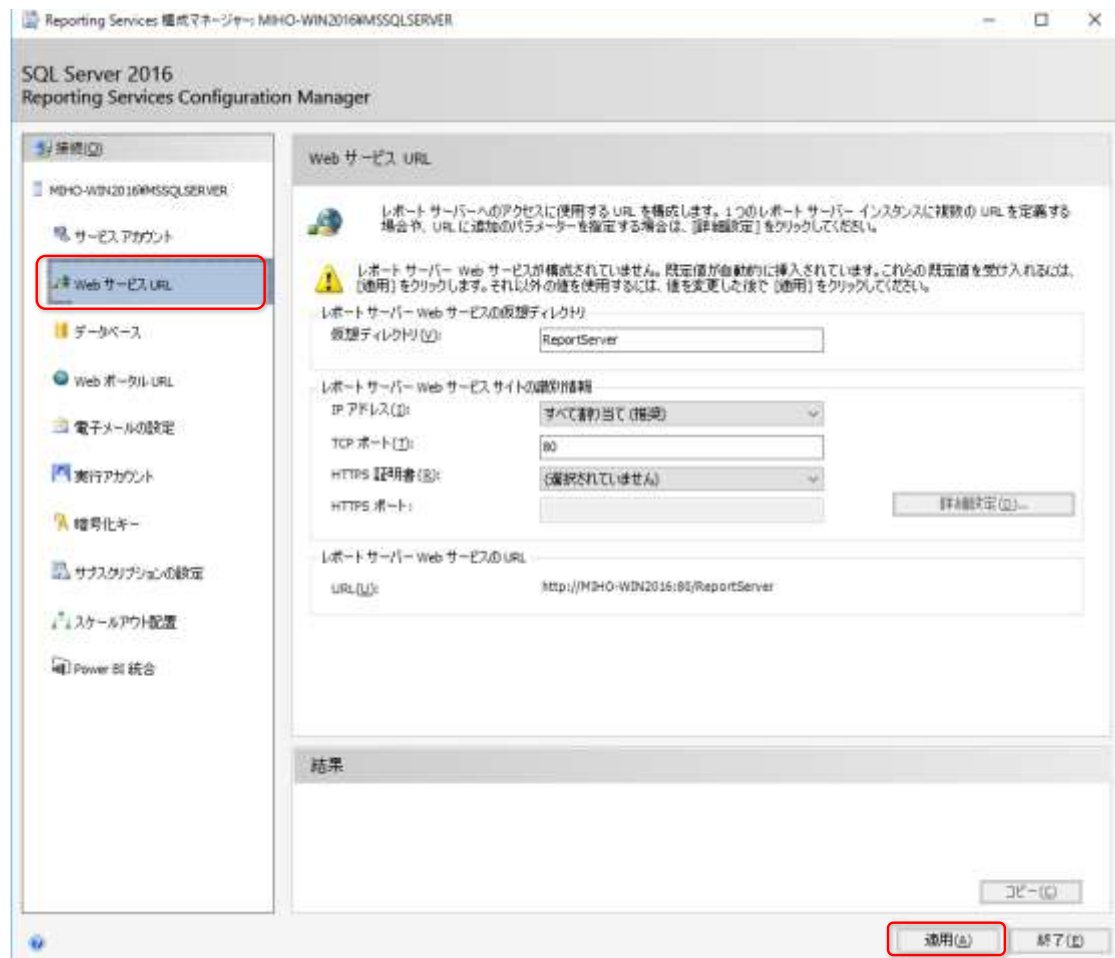 Reporting Services 構成マネージャー: MIHO-WIN2016¥MSSQLSERVER
SQL Server 2016
Reporting Services Configuration Manager
接続(O)
MIHO-WIN2016¥MSSQLSERVER
サービス アカウント
Web サービス URL
データベース
Web ポータル URL
電子メールの設定
実行アカウント
暗号化キー
サブスクリプションの設定
スケールアウト配置
Power BI 統合
Web サービス URL
レポート サーバーへのアクセスに使用する URL を構成します。1 つのレポート サーバー インスタンスに複数の URL を定義する
場合や、URL に追加のパラメーターを指定する場合は、[詳細設定] をクリックしてください。
レポート サーバー Web サービスが構成されていません。既定値が自動的に挿入されています。これらの既定値を受け入れるには、
[適用] をクリックします。それ以外の値を使用するには、値を変更した後で [適用] をクリックしてください。
レポート サーバー Web サービスの仮想ディレクトリ
仮想ディレクトリ(V):
ReportServer
レポート サーバー Web サービス サイトの識別情報
IP アドレス(I):
すべて割り当て (推奨)
TCP ポート(T):
80
HTTPS 証明書(R):
(選択されていません)
HTTPS ポート:
詳細設定(D)...
レポート サーバー Web サービスの URL
URL(U):
http://MIHO-WIN2016:80/ReportServer
結果
コピー(C)
適用(A)
終了(E)